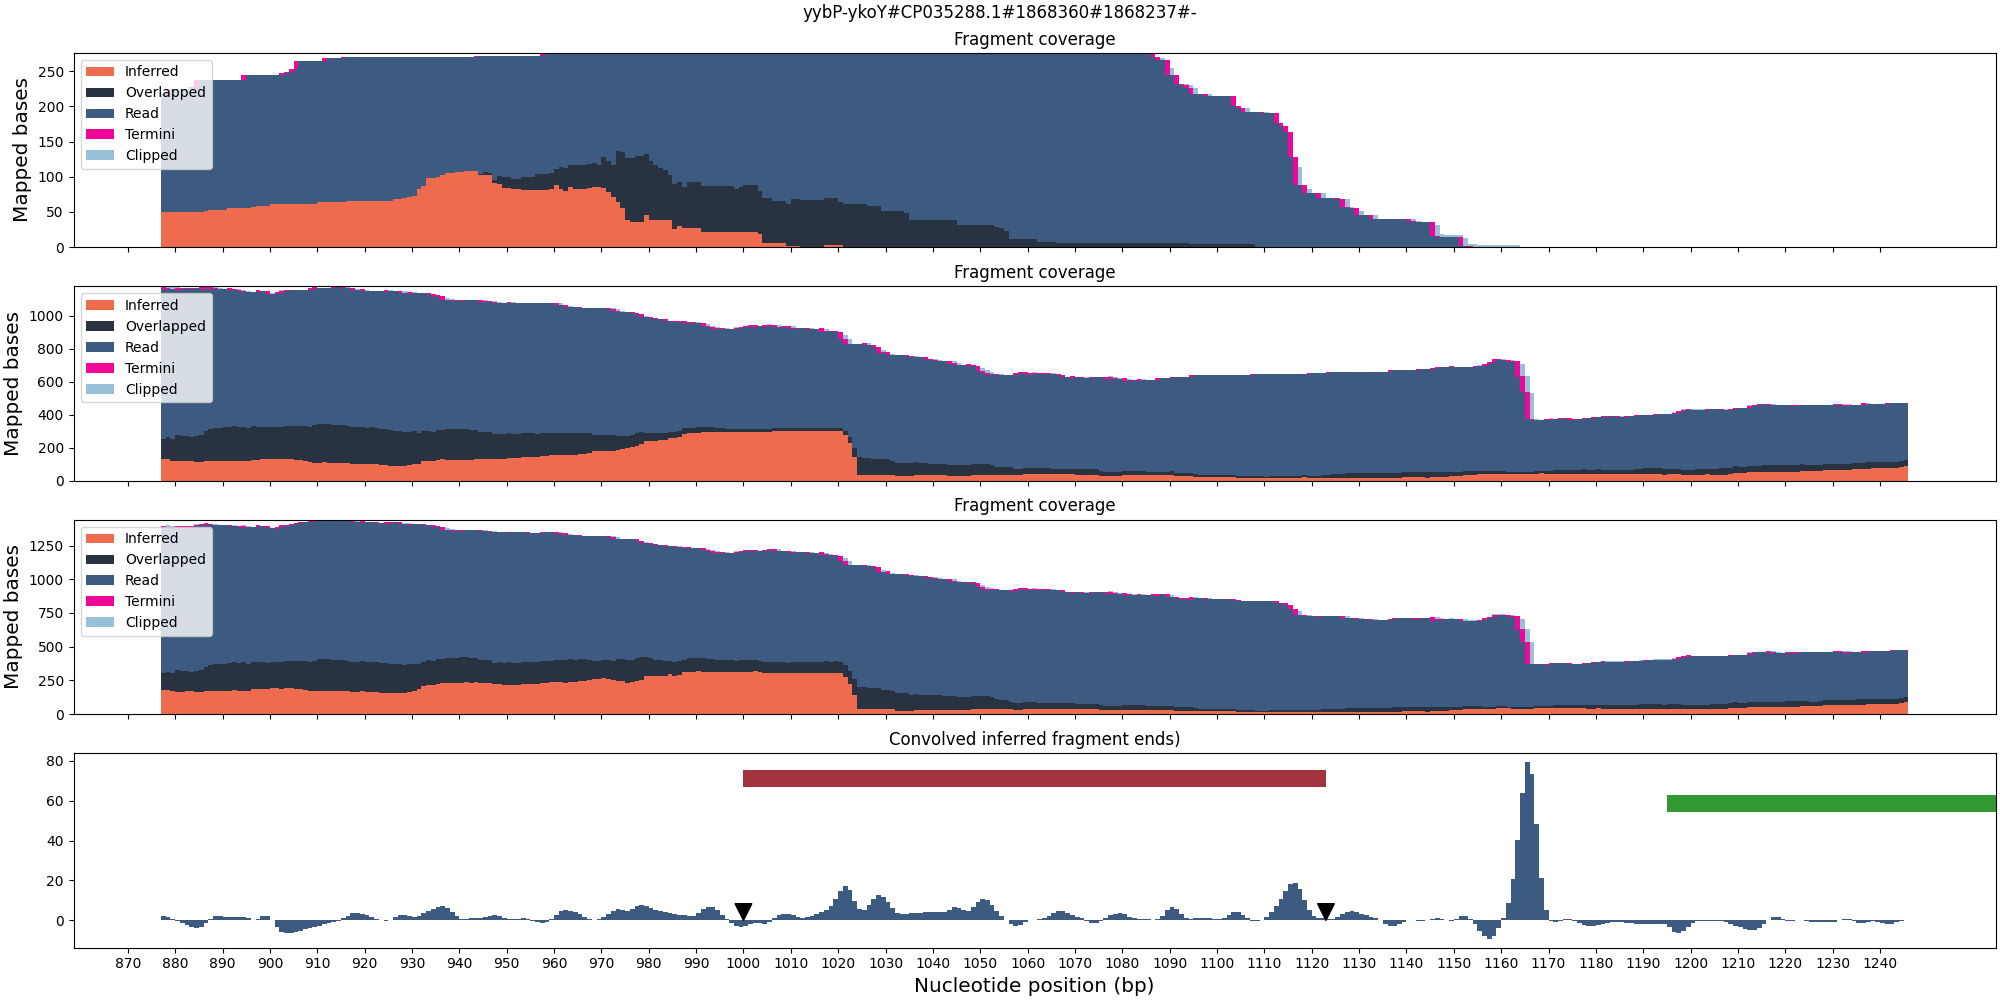 yybP-ykoY#CP035288.1#1868360#1868237#-
Fragment coverage
Mapped bases
250
200
150
100
50
0
Inferred
Overlapped
Read
Termini
Clipped
Fragment coverage
Mapped bases
1000
800
600
400
200
0
Inferred
Overlapped
Read
Termini
Clipped
Fragment coverage
Mapped bases
1250
1000
750
500
250
0
Inferred
Overlapped
Read
Termini
Clipped
Convolved inferred fragment ends)
80
60
40
20
0
870 880 890 900 910 920 930 940 950 960 970 980 990 1000 1010 1020 1030 1040 1050 1060 1070 1080 1090 1100 1110 1120 1130 1140 1150 1160 1170 1180 1190 1200 1210 1220 1230 1240
Nucleotide position (bp)